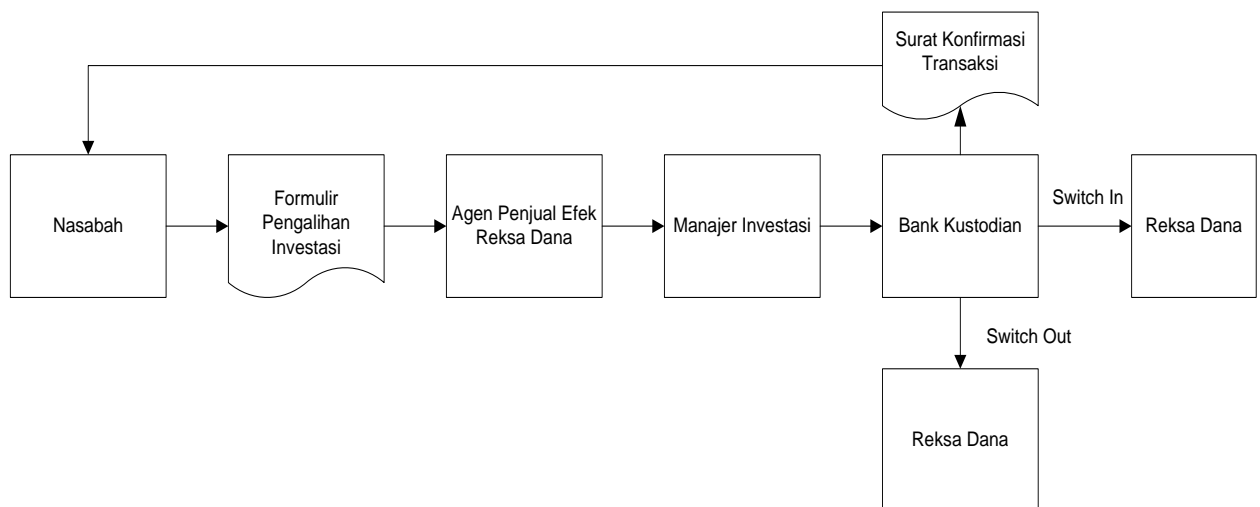 Surat Konfirmasi
Transaksi
Nasabah
Formulir
Pengalihan
Investasi
Agen Penjual Efek
Reksa Dana
Manajer Investasi
Bank Kustodian
Switch In
Reksa Dana
Switch Out
Reksa Dana